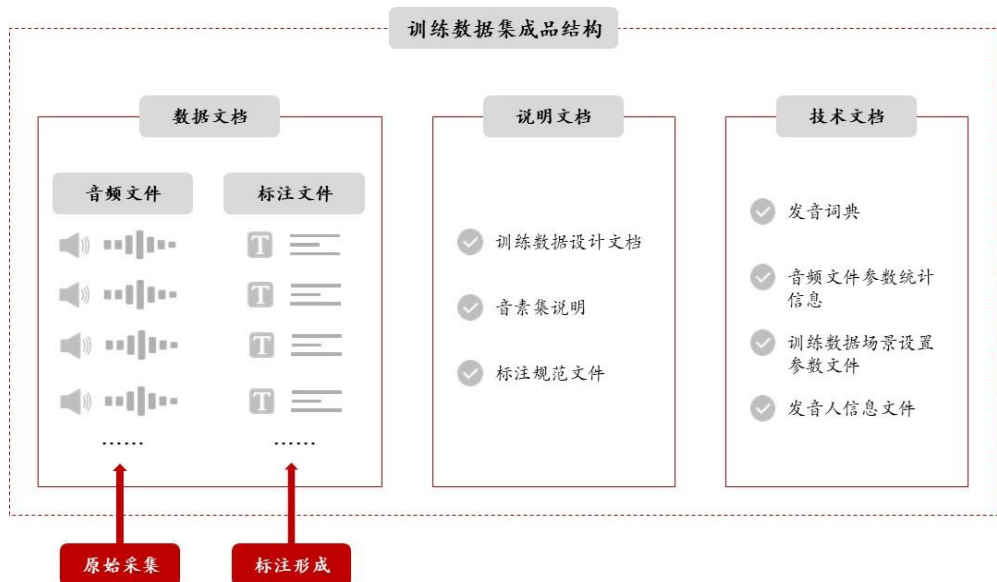 训练数据集成品结构
数据文档
音频文件
标注文件
T
T
T
T
......
......
原始采集
标注形成
说明文档
训练数据设计文档
音素集说明
标注规范文件
技术文档
发音词典
音频文件参数统计
信息
训练数据场景设置
参数文件
发音人信息文件